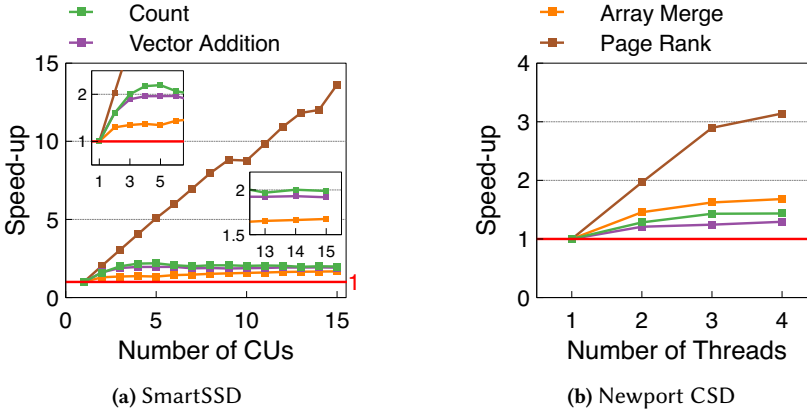 Count
Vector Addition
Array Merge
Page Rank
15
10
5
0
Speed-up
2
1
1 3 5
2
1.5
13 14 15
1
0 5 10 15
Number of CUs
(a) SmartSSD
4
3
2
1
0
Speed-up
1 2 3 4
Number of Threads
(b) Newport CSD